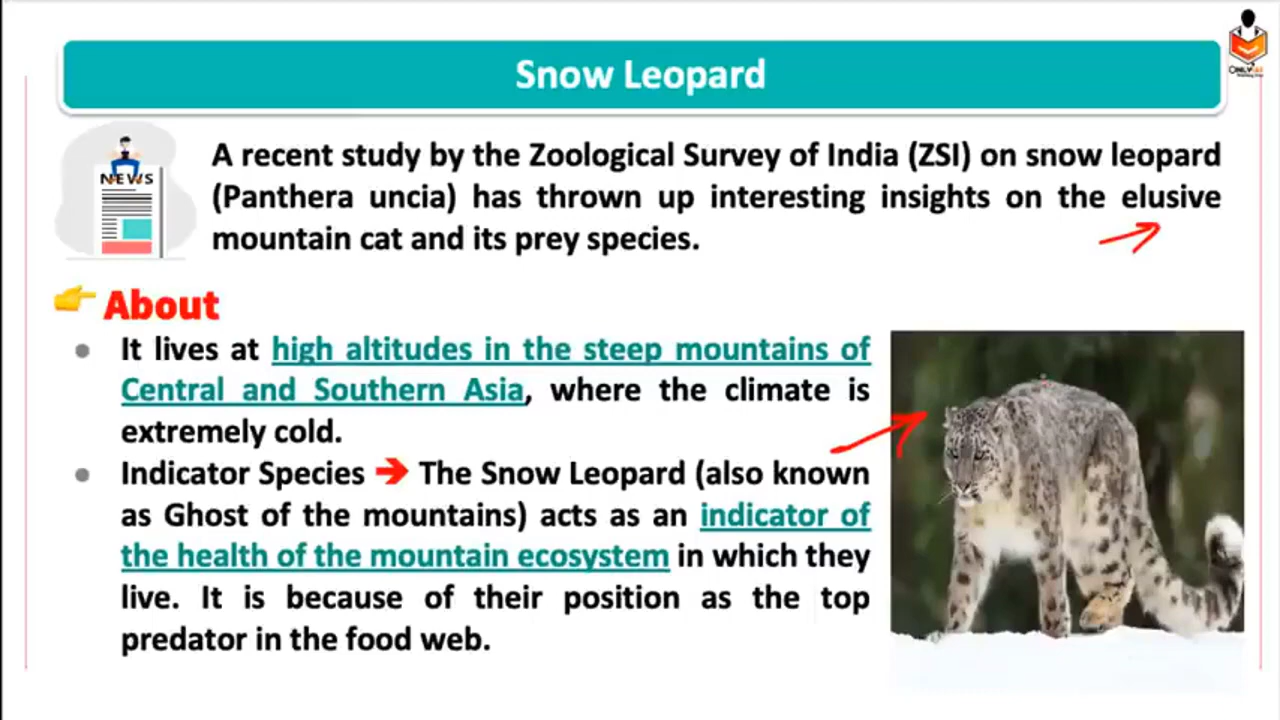 Snow Leopard
ONLYIAS
NEWS
A recent study by the Zoological Survey of India (ZSI) on snow leopard
(Panthera uncia) has thrown up interesting insights on the elusive
mountain cat and its prey species.
About
It lives at high altitudes in the steep mountains of
Central and Southern Asia, where the climate is
extremely cold.
Indicator Species ➔ The Snow Leopard (also known
as Ghost of the mountains) acts as an indicator of
the health of the mountain ecosystem in which they
live. It is because of their position as the top
predator in the food web.